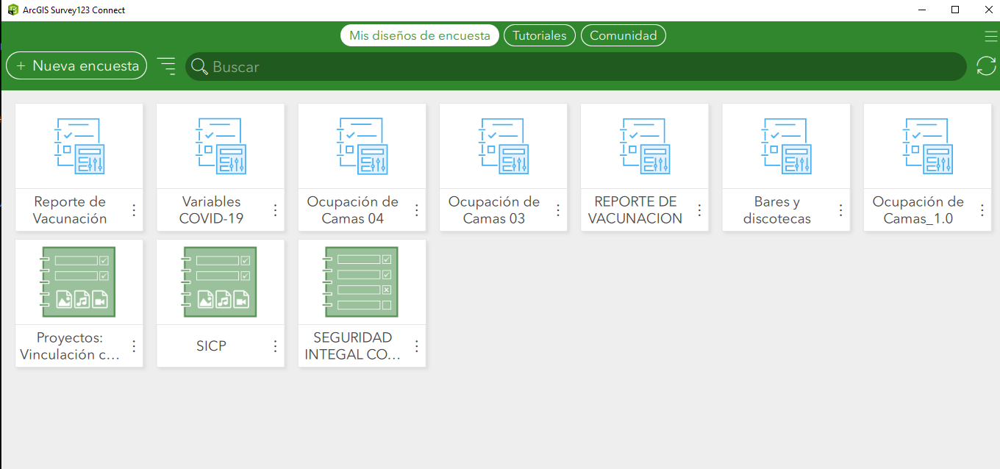 ArcGIS Survey123 Connect
Mis diseños de encuesta
Tutoriales
Comunidad
+ Nueva encuesta
Buscar
Reporte de
Vacunación
Variables
COVID-19
Ocupación de
Camas 04
Ocupación de
Camas 03
REPORTE DE
VACUNACION
Bares y
discotecas
Ocupación de
Camas_1.0
Proyectos:
Vinculación c...
SICP
SEGURIDAD
INTEGAL CO...